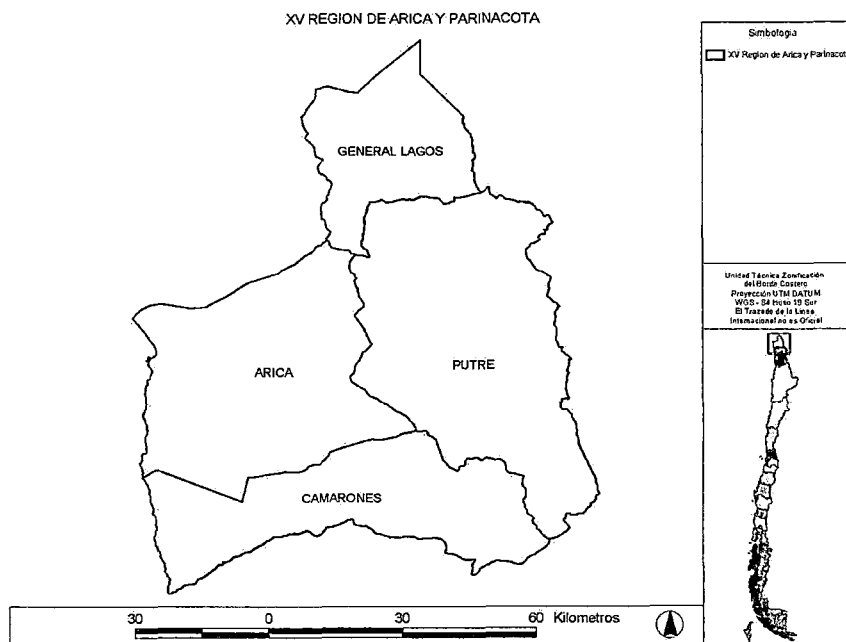 XV REGION DE ARICA Y PARINACOTA
GENERAL LAGOS
ARICA
PUTRE
CAMARONES
30 0 30 60 Kilometros
Simbologia
XV Region de Arica y Parinacot
Unidad Técnica Zonificación
del Borde Costero
Proyección UTM DATUM
WGS - 84 Huso 19 Sur
El Trazado de la Linea
Internacional no es Oficial